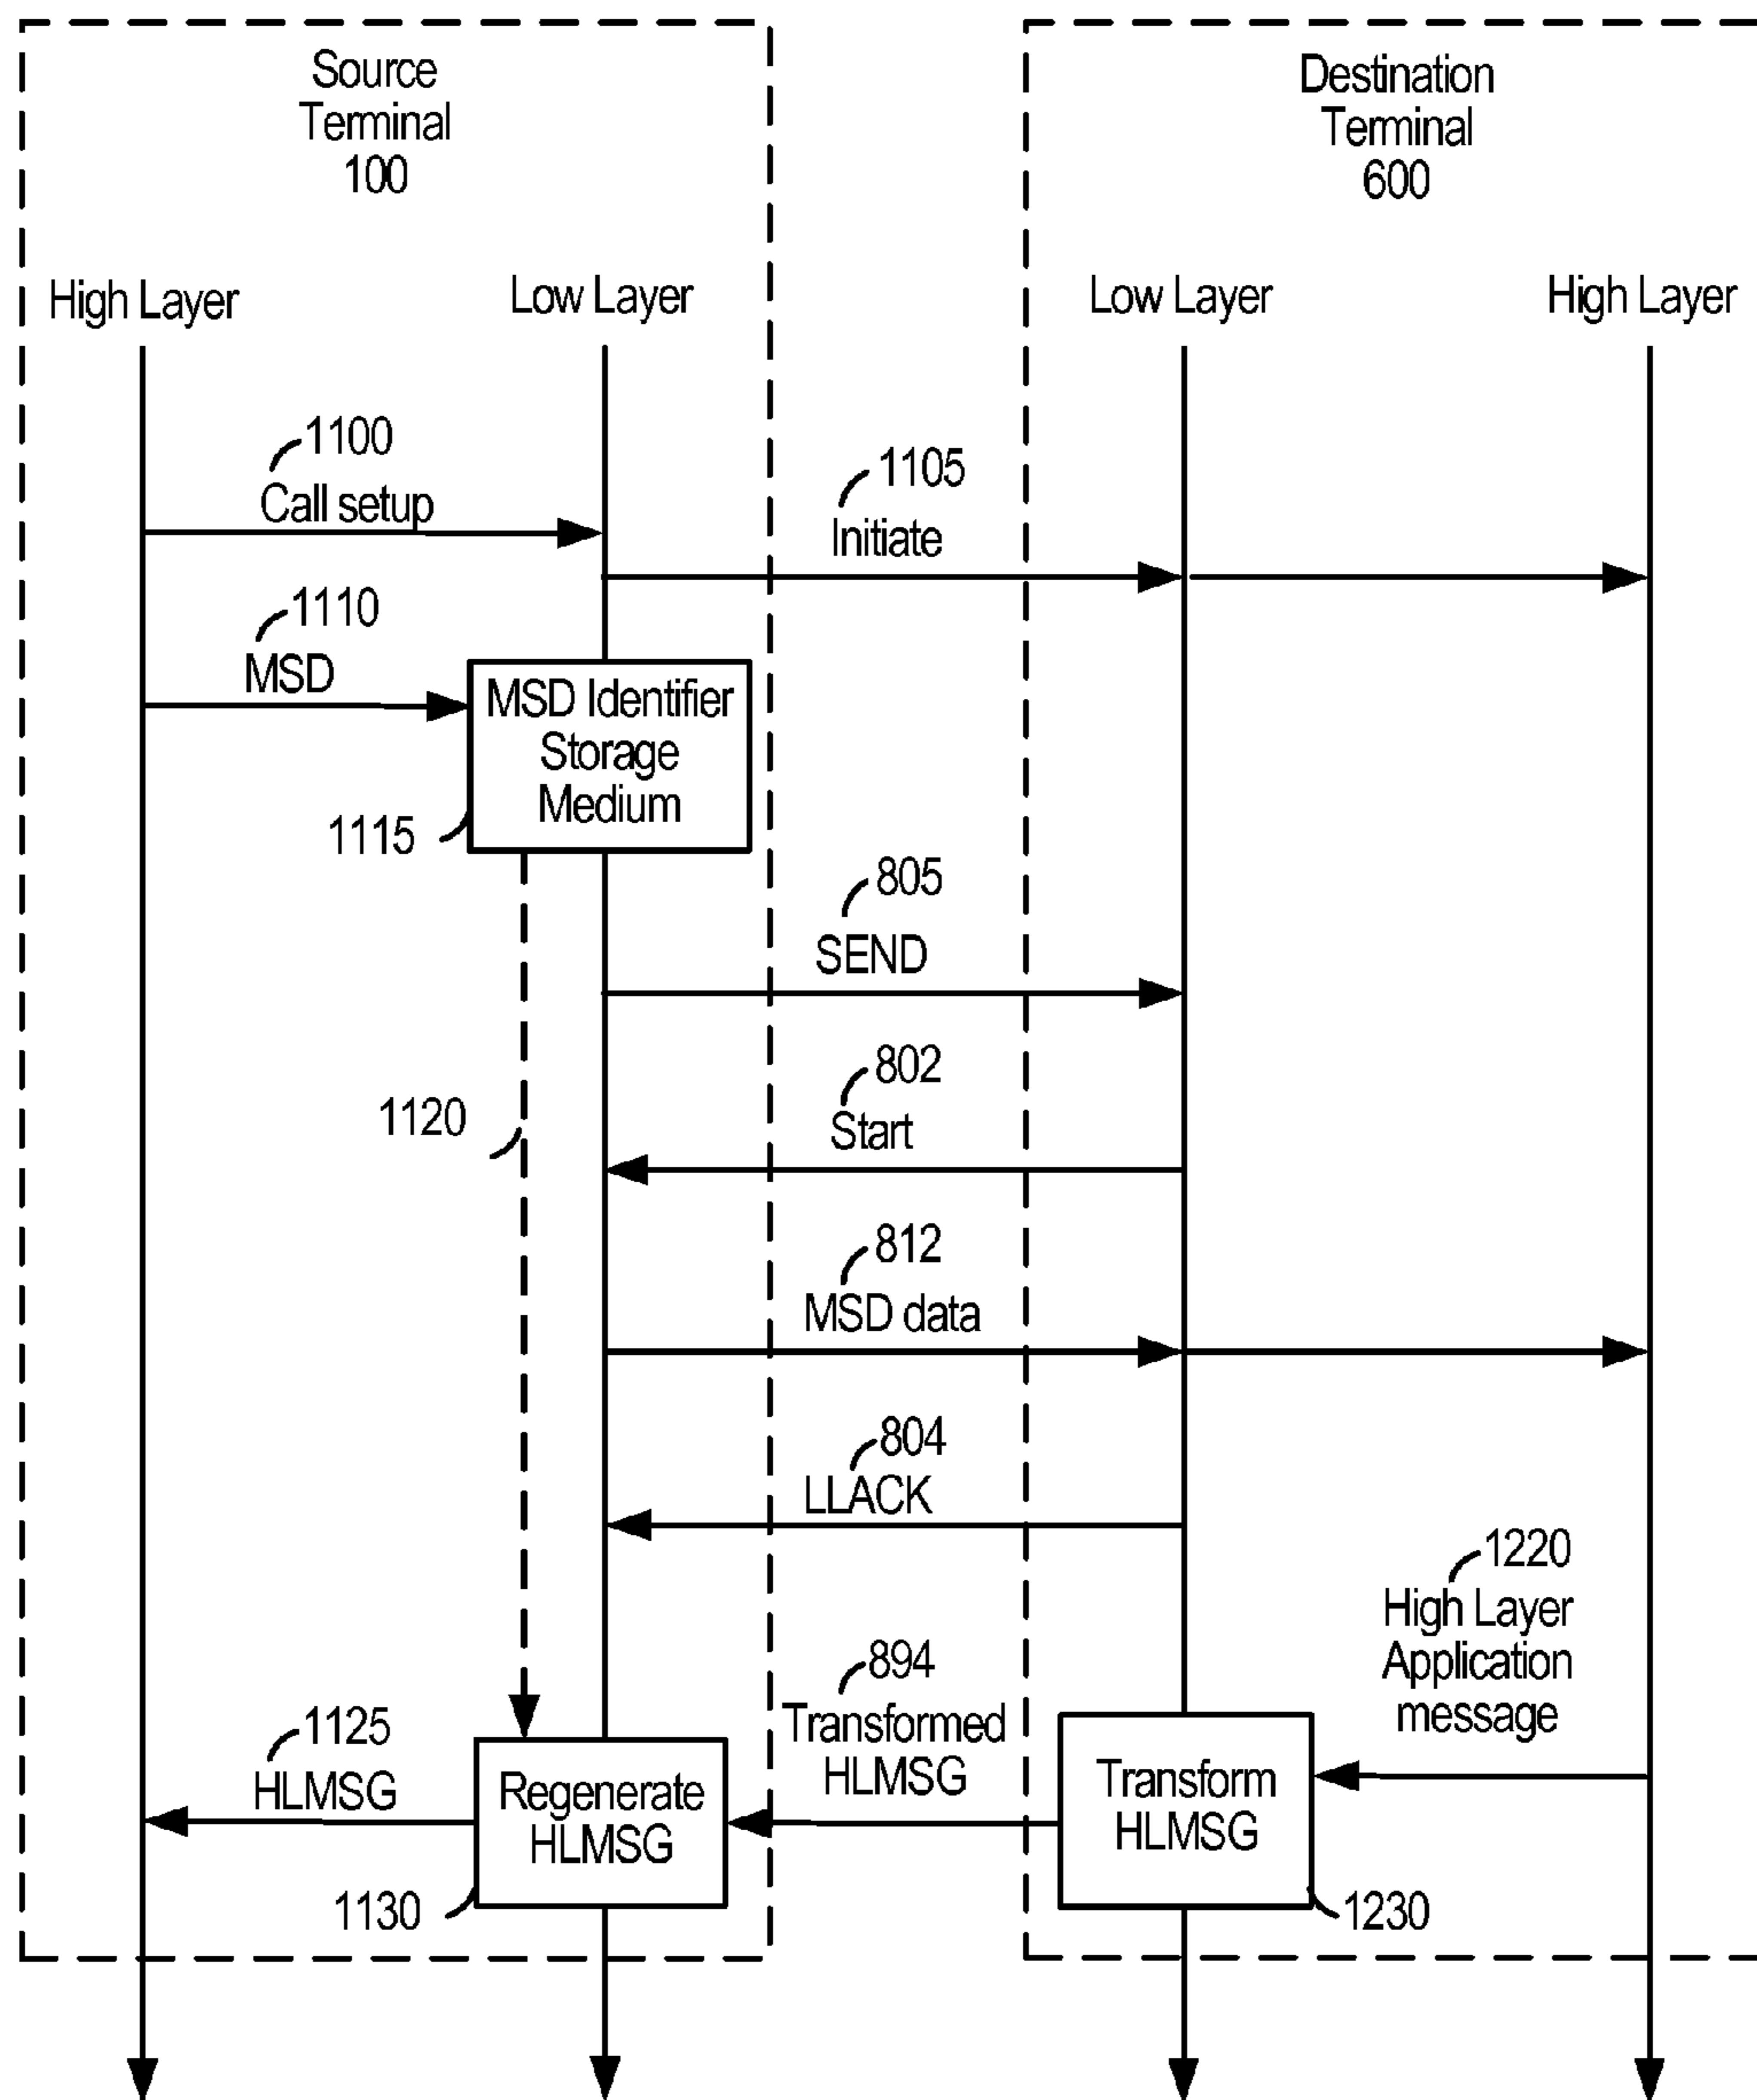 Source
Terminal
100
Destination
Terminal
600
High Layer
Low Layer
Low Layer
High Layer
1100
Call setup
1105
Initiate
1110
MSD
MSD Identifier
Storage
Medium
1115
805
SEND
802
Start
1120
812
MSD data
804
LLACK
1220
High Layer
Application
message
894
Transformed
HLMSG
1125
HLMSG
Regenerate
HLMSG
Transform
HLMSG
1130
1230